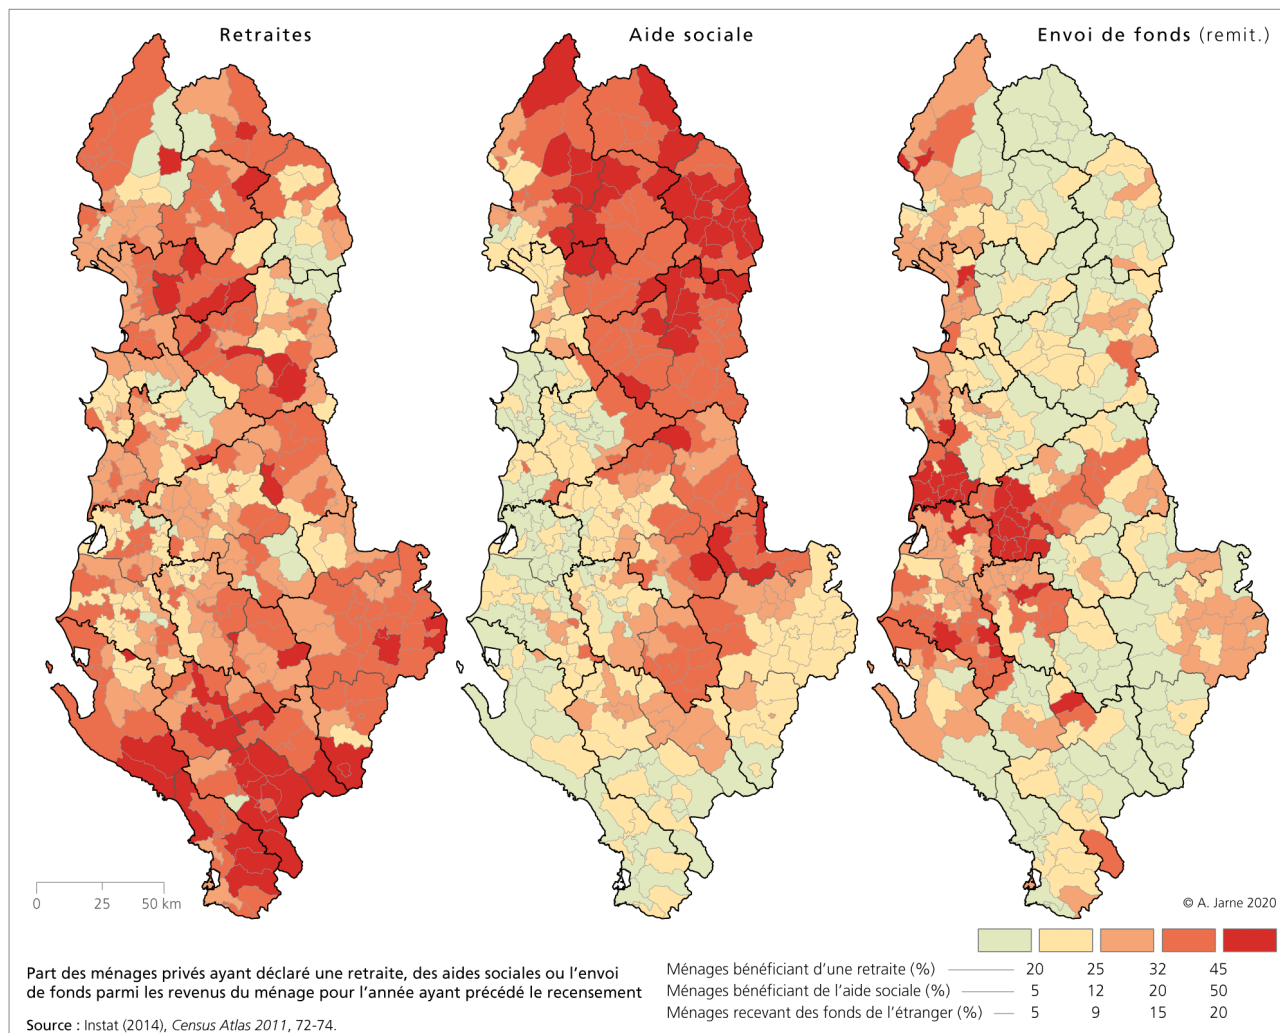 Retraites
Aide sociale
Envoi de fonds (remit.)
0 25 50 km
© A. Jarne 2020
Part des ménages privés ayant déclaré une retraite, des aides sociales ou l’envoi
de fonds parmi les revenus du ménage pour l’année ayant précédé le recensement
Source : Instat (2014), Census Atlas 2011, 72-74.
Ménages bénéficiant d’une retraite (%) 20 25 32 45
Ménages bénéficiant de l’aide sociale (%) 5 12 20 50
Ménages recevant des fonds de l’étranger (%) 5 9 15 20